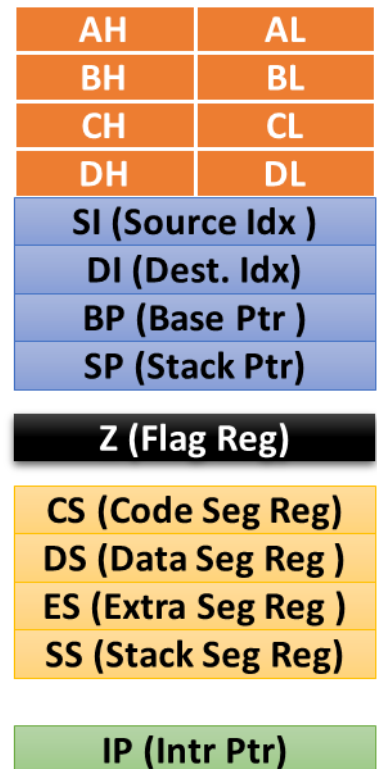 AH AL
BH BL
CH CL
DH DL
SI (Source Idx )
DI (Dest. Idx)
BP (Base Ptr )
SP (Stack Ptr)
Z (Flag Reg)
CS (Code Seg Reg)
DS (Data Seg Reg )
ES (Extra Seg Reg )
SS (Stack Seg Reg)
IP (Intr Ptr)